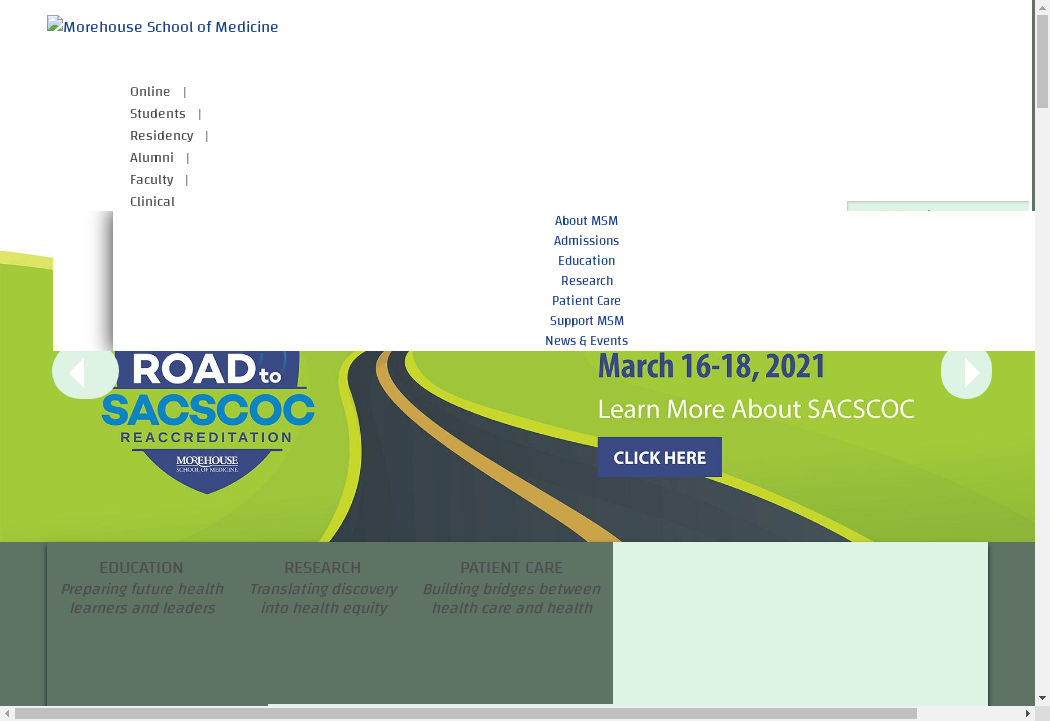 Morehouse School of Medicine
Online |
Students |
Residency |
Alumni |
Faculty |
Clinical
About MSM
Admissions
Education
Research
Patient Care
Support MSM
News & Events
ROAD to
SACSCOC
REACCREDITATION
MOREHOUSE
SCHOOL OF MEDICINE
March 16-18, 2021
Learn More About SACSCOC
CLICK HERE
EDUCATION
Preparing future health
learners and leaders
RESEARCH
Translating discovery
into health equity
PATIENT CARE
Building bridges between
health care and health